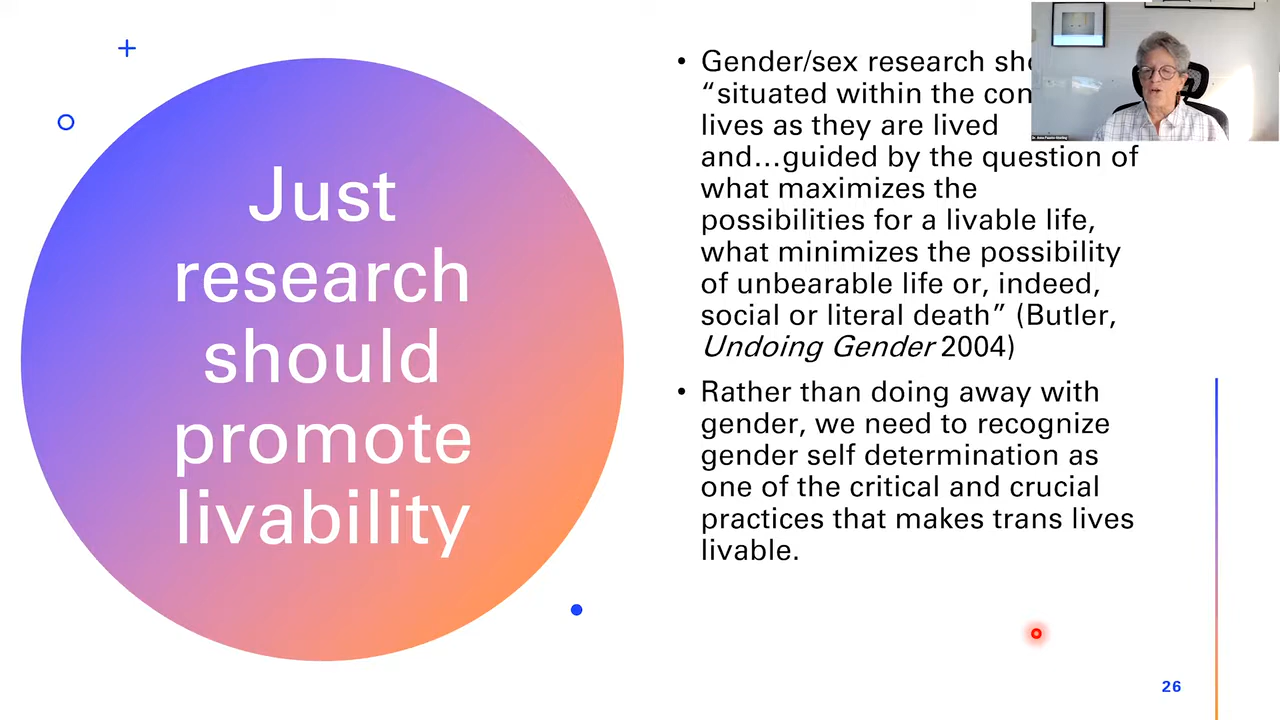 Just
research
should
promote
livability
• Gender/sex research
“situated within the
lives as they are lived
and…guided by the question of
what maximizes the
possibilities for a livable life,
what minimizes the possibility
of unbearable life or, indeed,
social or literal death” (Butler,
Undoing Gender 2004)
• Rather than doing away with
gender, we need to recognize
gender self determination as
one of the critical and crucial
practices that makes trans lives
livable.
26